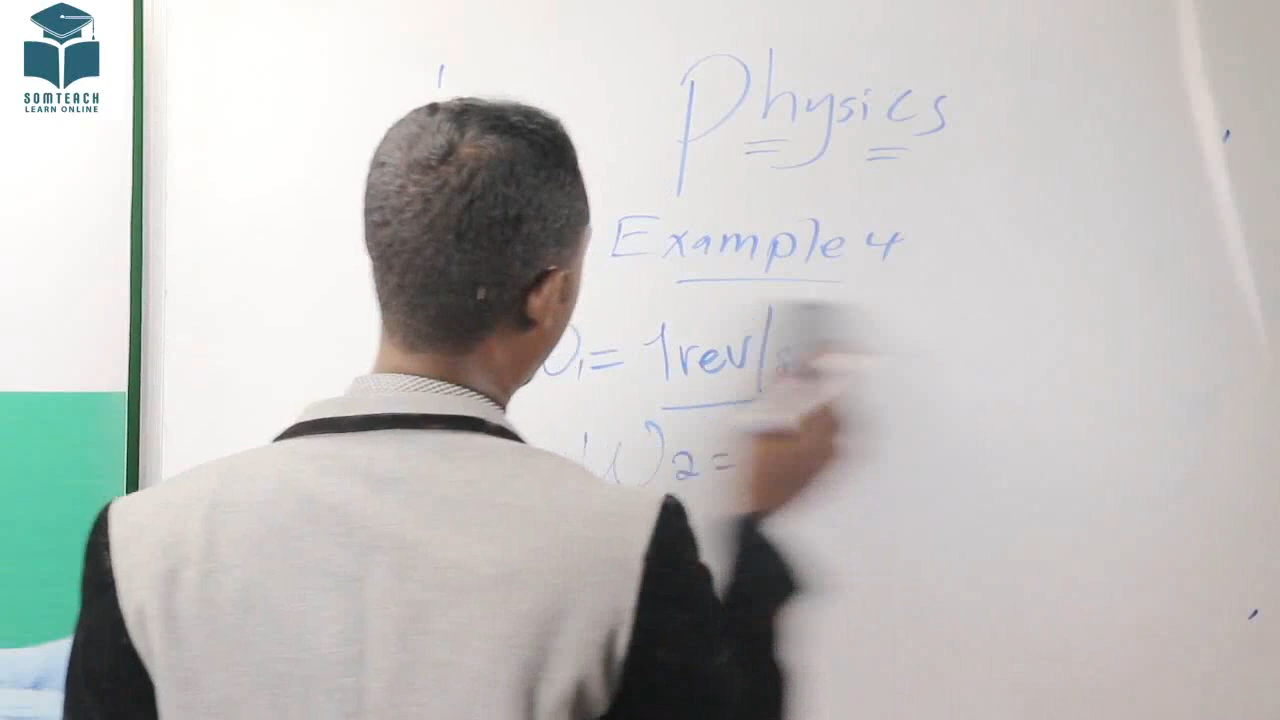 SOMTEACH
LEARN ONLINE
Physics
Example 4
ω₁ = 1rev/s
ω₂ =